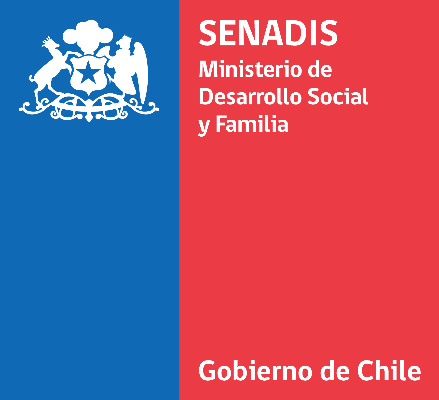 SENADIS
Ministerio de
Desarrollo Social
y Familia
Gobierno de Chile